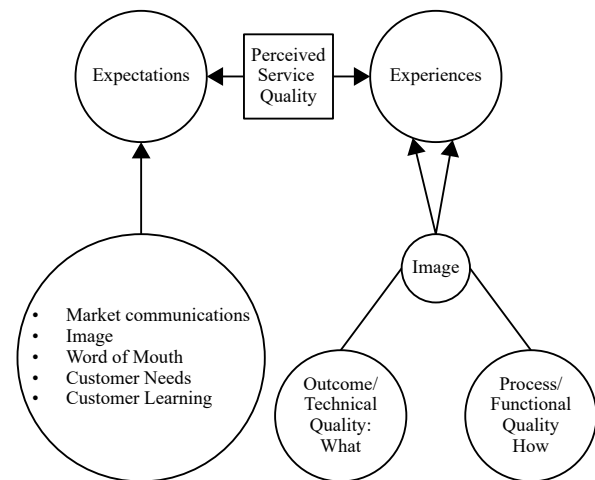 Expectations
Perceived
Service
Quality
Experiences
Image
• Market communications
• Image
• Word of Mouth
• Customer Needs
• Customer Learning
Outcome/
Technical
Quality:
What
Process/
Functional
Quality
How